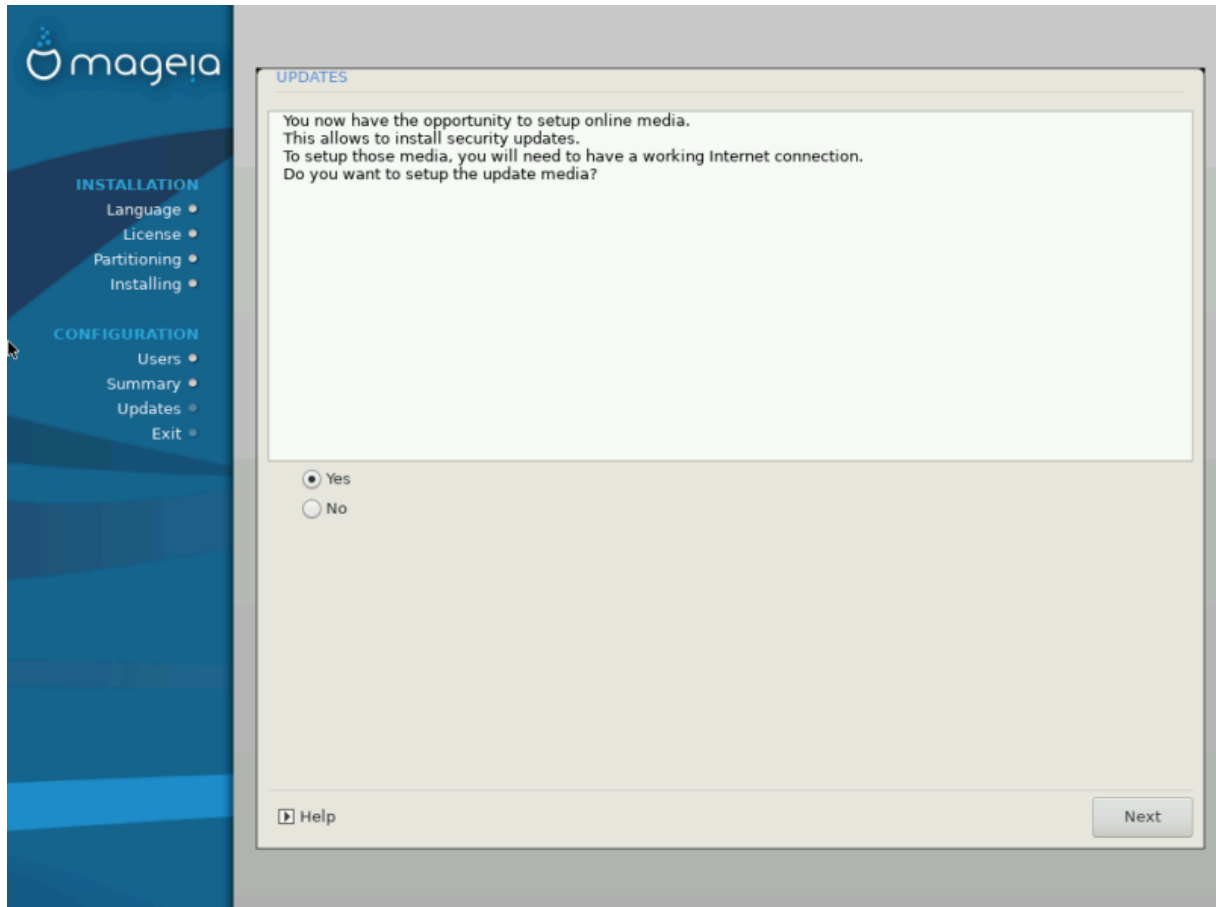 mageia
INSTALLATION
Language
License
Partitioning
Installing
CONFIGURATION
Users
Summary
Updates
Exit
UPDATES
You now have the opportunity to setup online media.
This allows to install security updates.
To setup those media, you will need to have a working Internet connection.
Do you want to setup the update media?
Yes
No
Help
Next